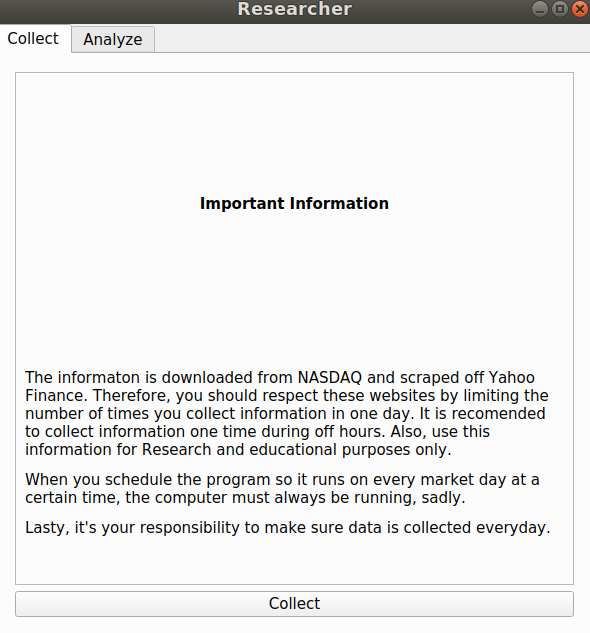 Researcher
Collect Analyze
Important Information
The informaton is downloaded from NASDAQ and scraped off Yahoo
Finance. Therefore, you should respect these websites by limiting the
number of times you collect information in one day. It is recomended
to collect information one time during off hours. Also, use this
information for Research and educational purposes only.
When you schedule the program so it runs on every market day at a
certain time, the computer must always be running, sadly.
Lasty, it's your responsibility to make sure data is collected everyday.
Collect